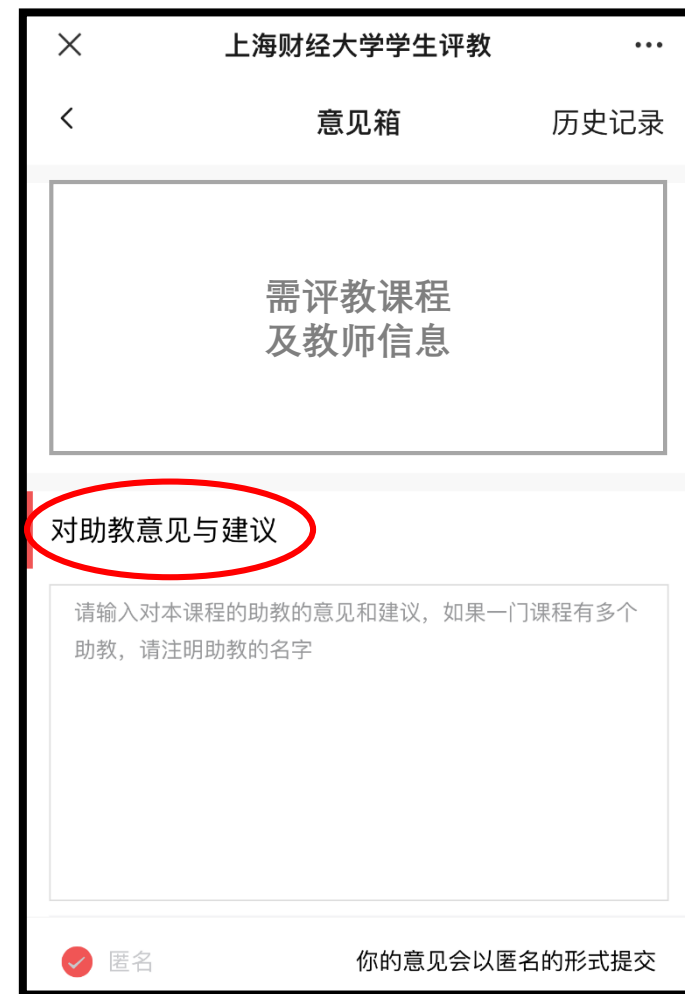 上海财经大学学生评教
意见箱 历史记录
需评教课程
及教师信息
对助教意见与建议
请输入对本课程的助教的意见和建议，如果一门课程有多个
助教，请注明助教的名字
匿名 你的意见会以匿名的形式提交